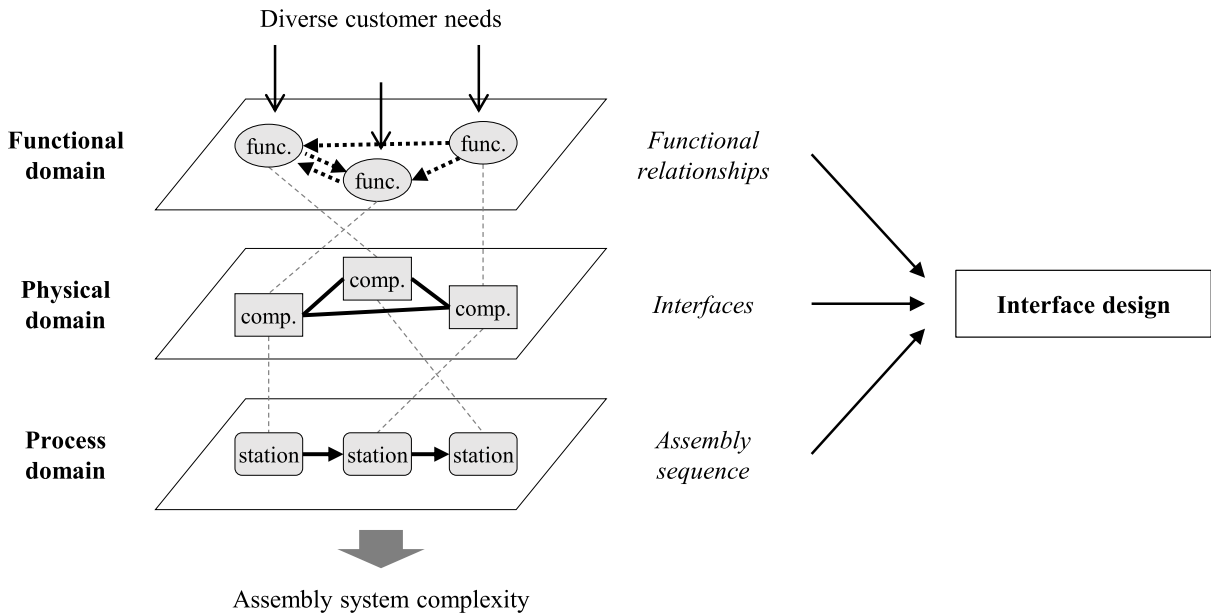 Diverse customer needs
Functional
domain
func.
func.
func.
Functional
relationships
Physical
domain
comp.
comp.
comp.
Interfaces
Interface design
Process
domain
station
station
station
Assembly
sequence
Assembly system complexity